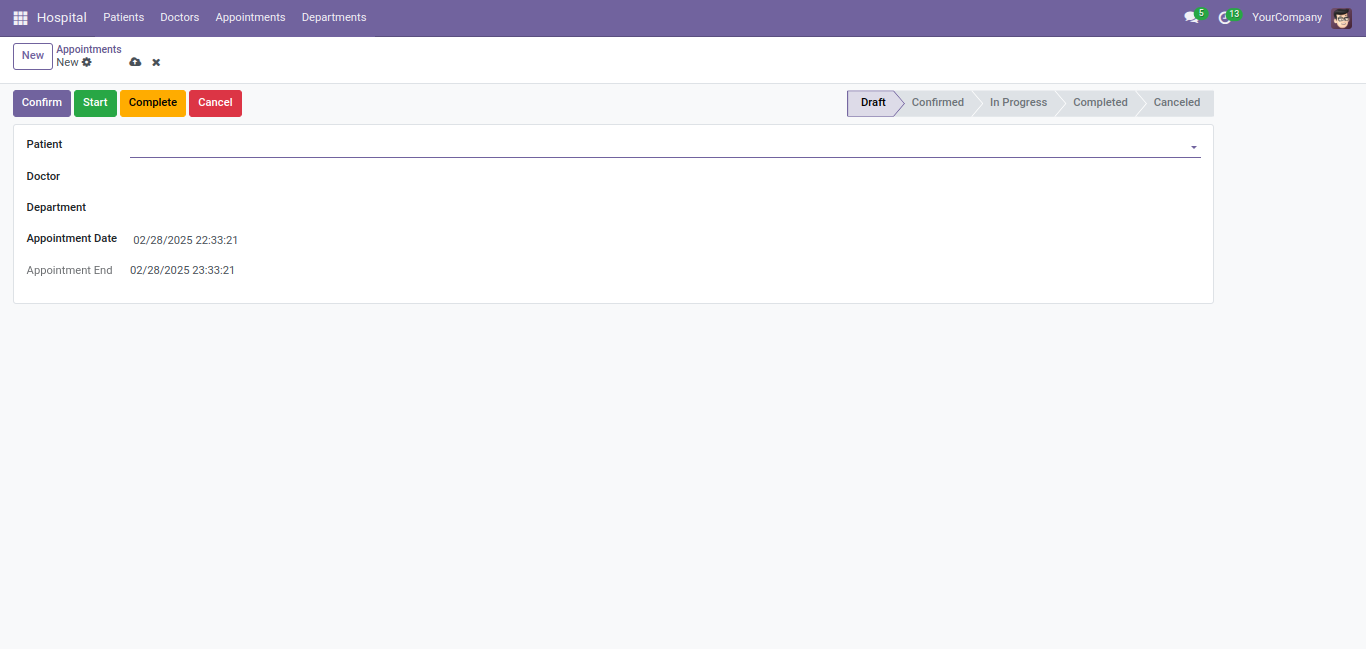 Hospital Patients Doctors Appointments Departments 5 13 YourCompany
New Appointments
New
Confirm Start Complete Cancel Draft Confirmed In Progress Completed Canceled
Patient
Doctor
Department
Appointment Date 02/28/2025 22:33:21
Appointment End 02/28/2025 23:33:21